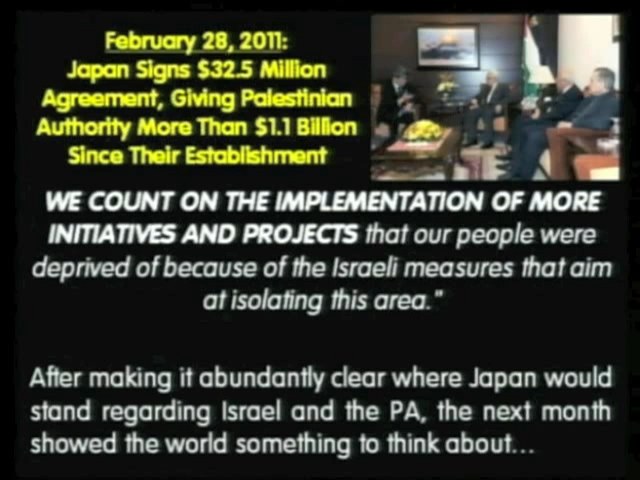 February 28, 2011:
Japan Signs $32.5 Million
Agreement, Giving Palestinian
Authority More Than $1.1 Billion
Since Their Establishment
WE COUNT ON THE IMPLEMENTATION OF MORE
INITIATIVES AND PROJECTS that our people were
deprived of because of the Israeli measures that aim
at isolating this area."
After making it abundantly clear where Japan would
stand regarding Israel and the PA, the next month
showed the world something to think about...